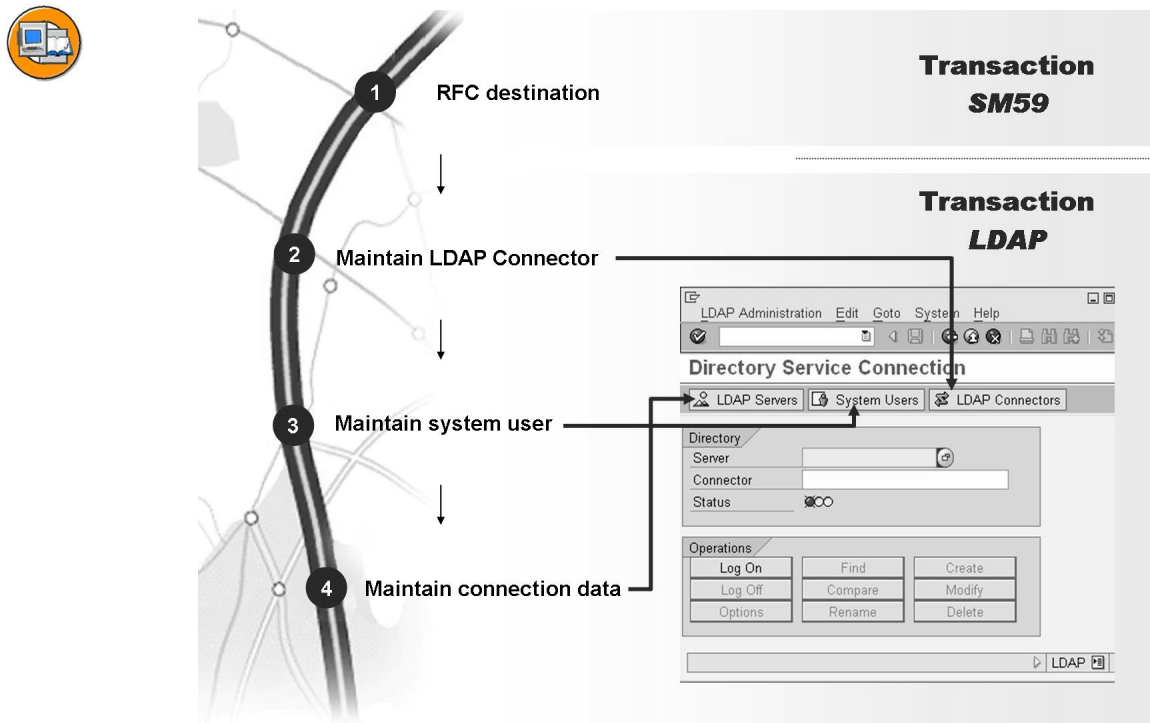 Transaction
SM59
1 RFC destination
Transaction
LDAP
2 Maintain LDAP Connector
LDAP Administration Edit Goto System Help
Directory Service Connection
LDAP Servers System Users LDAP Connectors
3 Maintain system user
Directory
Server
Connector
Status
Operations
Log On Find Create
Log Off Compare Modify
Options Rename Delete
4 Maintain connection data
LDAP